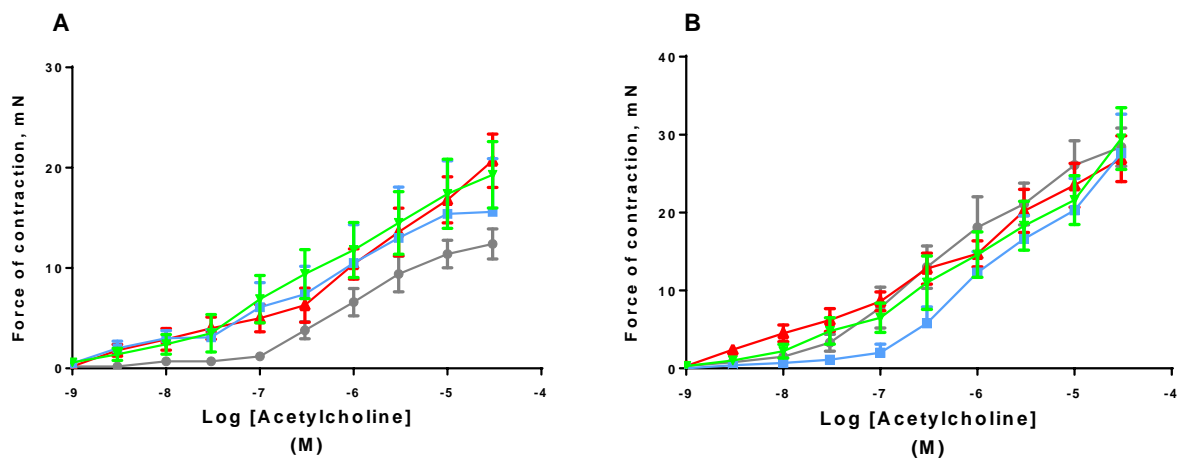 A
Force of contraction, mN
30
20
10
0
-9 -8 -7 -6 -5 -4
Log [Acetylcholine]
(M)
B
Force of contraction, mN
40
30
20
10
0
-9 -8 -7 -6 -5 -4
Log [Acetylcholine]
(M)